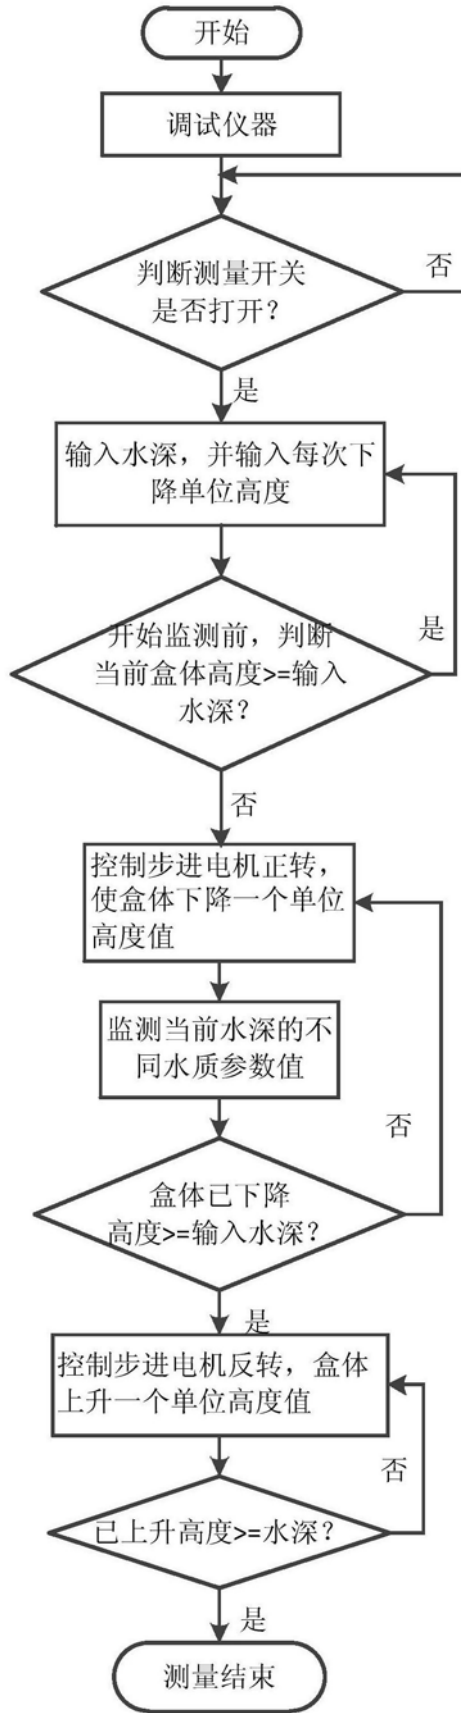 开始
调试仪器
判断测量开关
是否打开?
否
是
输入水深，并输入每次下
降单位高度
开始监测前，判断
当前盒体高度>=输入
水深?
是
否
控制步进电机正转，
使盒体下降一个单位
高度值
监测当前水深的不
同水质参数值
否
盒体已下降
高度>=输入水深?
是
控制步进电机反转，盒体
上升一个单位高度值
否
已上升高度>=水深?
是
测量结束